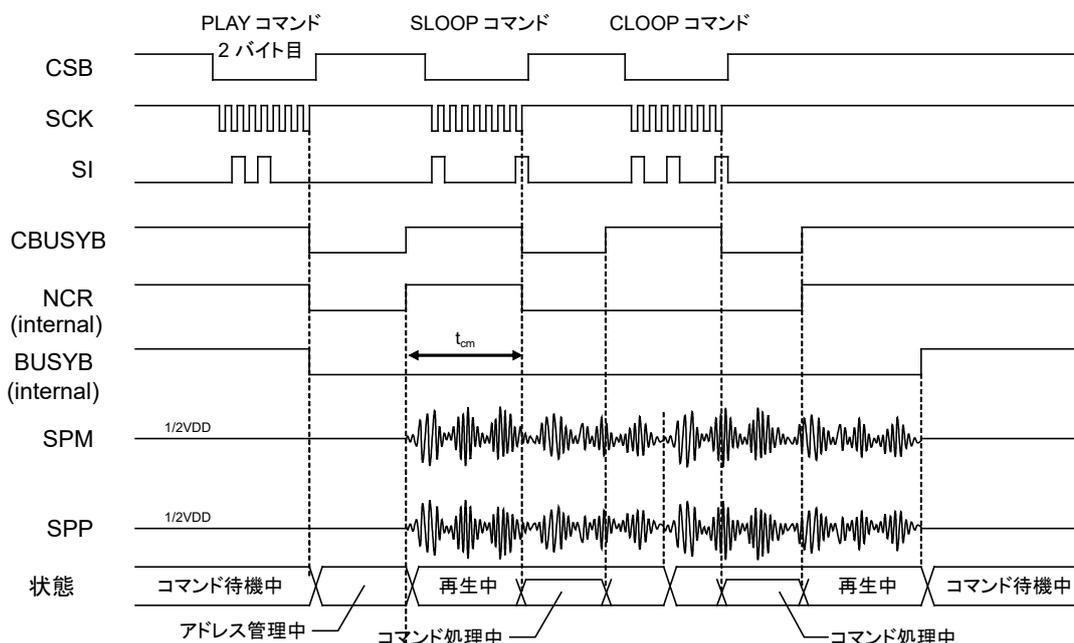 PLAY コマンド
2 バイト目
SLOOP コマンド
CLOOP コマンド
CSB
SCK
SI
CBUSYB
NCR
(internal)
BUSYB
(internal)
tcm
SPM
1/2VDD
SPP
1/2VDD
状態
コマンド待機中
再生中
再生中
コマンド待機中
アドレス管理中
コマンド処理中
コマンド処理中